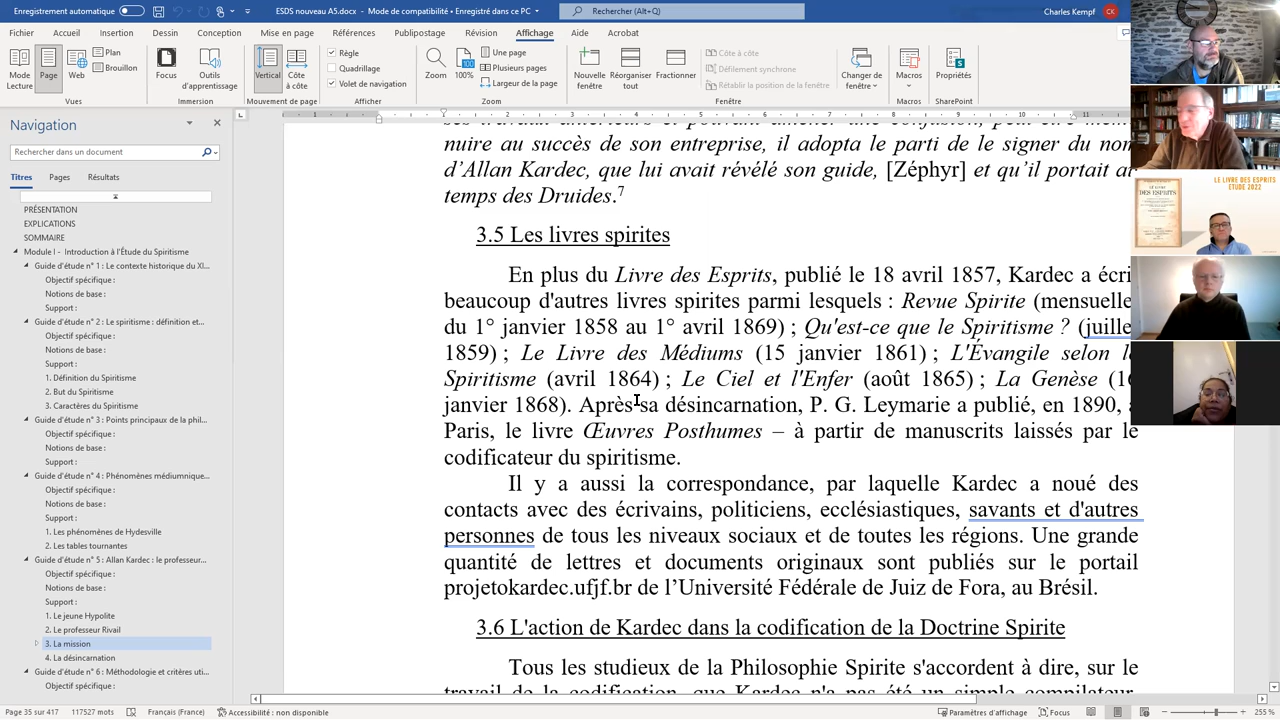 Enregistrement automatique
ESDS nouveau A5.docx - Mode de compatibilité • Enregistré dans ce PC
Rechercher (Alt+Q)
Charles Kempf
CK
Fichier Accueil Insertion Dessin Conception Mise en page Références Publipostage Révision Affichage Aide Acrobat
Mode Lecture
Page
Web
Plan
Brouillon
Vues
Focus
Outils d'apprentissage
Immersion
Vertical
Côte à côte
Mouvement de page
Règle
Quadrillage
Volet de navigation
Afficher
Zoom
100%
Une page
Plusieurs pages
Largeur de la page
Zoom
Nouvelle fenêtre
Réorganiser tout
Fractionner
Côte à côte
Défilement synchrone
Rétablir la position de la fenêtre
Fenêtre
Changer de fenêtre
Macros
Macros
Propriétés
SharePoint
Navigation
Rechercher dans un document
Titres Pages Résultats
PRÉSENTATION
EXPLICATIONS
SOMMAIRE
Module I - Introduction à l'Étude du Spiritisme
Guide d'étude n° 1 : Le contexte historique du XI...
Objectif spécifique :
Notions de base :
Support :
Guide d'étude n° 2 : Le spiritisme : définition et...
Objectif spécifique :
Notions de base :
Support :
1. Définition du Spiritisme
2. But du Spiritisme
3. Caractères du Spiritisme
Guide d'étude n° 3 : Points principaux de la phil...
Objectif spécifique :
Notions de base :
Support :
Guide d'étude n° 4 : Phénomènes médiumnique...
Objectif spécifique :
Notions de base :
Support :
1. Les phénomènes de Hydesville
2. Les tables tournantes
Guide d'étude n° 5 : Allan Kardec : le professeur...
Objectif spécifique :
Notions de base :
Support :
1. Le jeune Hypolite
2. Le professeur Rivail
3. La mission
4. La désincarnation
Guide d'étude n° 6 : Méthodologie et critères uti...
Objectif spécifique :
nuire au succès de son entreprise, il adopta le parti de le signer du nom
d'Allan Kardec, que lui avait révélé son guide, [Zéphyr] et qu'il portait au
temps des Druides.7
3.5 Les livres spirites
En plus du Livre des Esprits, publié le 18 avril 1857, Kardec a écri
beaucoup d'autres livres spirites parmi lesquels : Revue Spirite (mensuelle
du 1° janvier 1858 au 1° avril 1869) ; Qu'est-ce que le Spiritisme ? (juille
1859) ; Le Livre des Médiums (15 janvier 1861) ; L'Évangile selon l
Spiritisme (avril 1864) ; Le Ciel et l'Enfer (août 1865) ; La Genèse (1
janvier 1868). Après sa désincarnation, P. G. Leymarie a publié, en 1890,
Paris, le livre Œuvres Posthumes – à partir de manuscrits laissés par le
codificateur du spiritisme.
Il y a aussi la correspondance, par laquelle Kardec a noué des
contacts avec des écrivains, politiciens, ecclésiastiques, savants et d'autres
personnes de tous les niveaux sociaux et de toutes les régions. Une grande
quantité de lettres et documents originaux sont publiés sur le portail
projetokardec.ufjf.br de l'Université Fédérale de Juiz de Fora, au Brésil.
3.6 L'action de Kardec dans la codification de la Doctrine Spirite
Tous les studieux de la Philosophie Spirite s'accordent à dire, sur le
travail de la codification, que Kardec n'a pas été un simple compilateur
LE LIVRE DES ESPRITS
ETUDE 2022
Page 35 sur 417 117527 mots Français (France) Accessibilité : non disponible
Paramètres d'affichage Focus 255 %